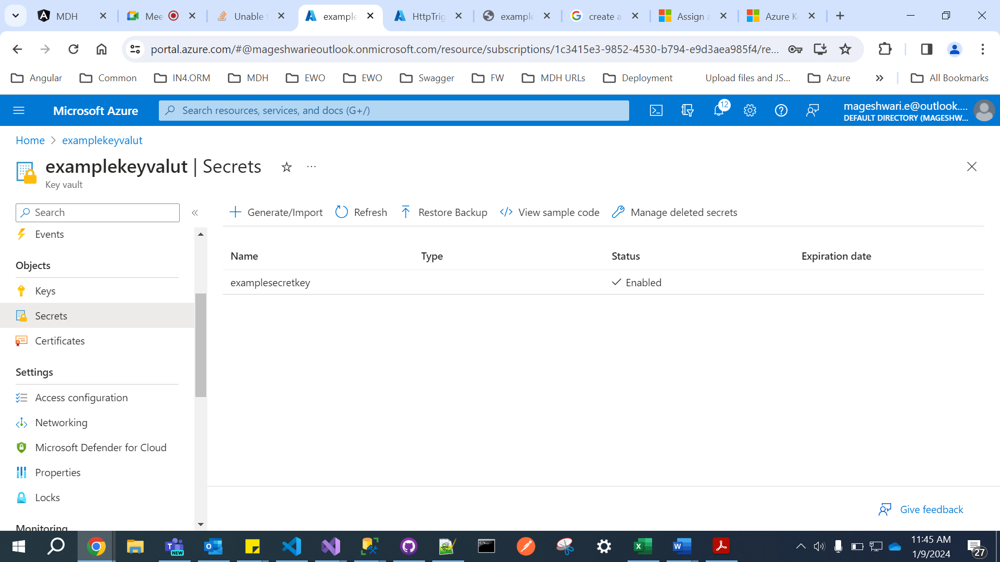 MDH
Mee
Unable
example
HttpTrig
example
create a
Assign a
Azure K
portal.azure.com/#@mageshwarieoutlook.onmicrosoft.com/resource/subscriptions/1c3415e3-9852-4530-b794-e9d3aea985f4/re...
Angular
Common
IN4.ORM
MDH
EWO
EWO
Swagger
FW
MDH URLs
Deployment
Upload files and JS...
Azure
»
All Bookmarks
Microsoft Azure
Search resources, services, and docs (G+/)
12
mageshwari.e@outlook....
DEFAULT DIRECTORY (MAGESHW...
Home > examplekeyvalut
examplekeyvalut | Secrets
Key vault
Search
Generate/Import
Refresh
Restore Backup
View sample code
Manage deleted secrets
Events
Objects
Keys
Secrets
Certificates
Settings
Access configuration
Networking
Microsoft Defender for Cloud
Properties
Locks
Monitoring
Name Type Status Expiration date
examplesecretkey Enabled
Give feedback
NEW
11:45 AM
1/9/2024
27